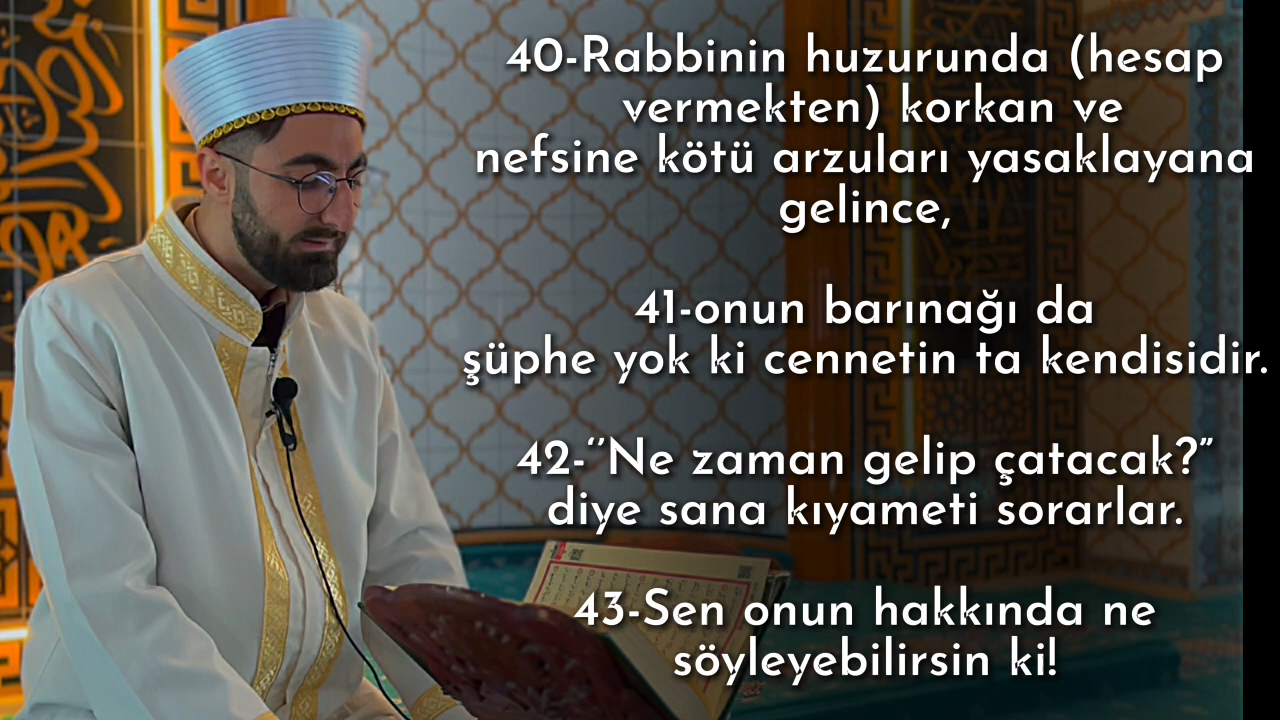 40-Rabbinin huzurunda (hesap
vermekten) korkan ve
nefsine kötü arzuları yasaklayana
gelince,
41-onun barınağı da
şüphe yok ki cennetin ta kendisidir.
42-‘’Ne zaman gelip çatacak?”
diye sana kıyameti sorarlar.
43-Sen onun hakkında ne
söyleyebilirsin ki!